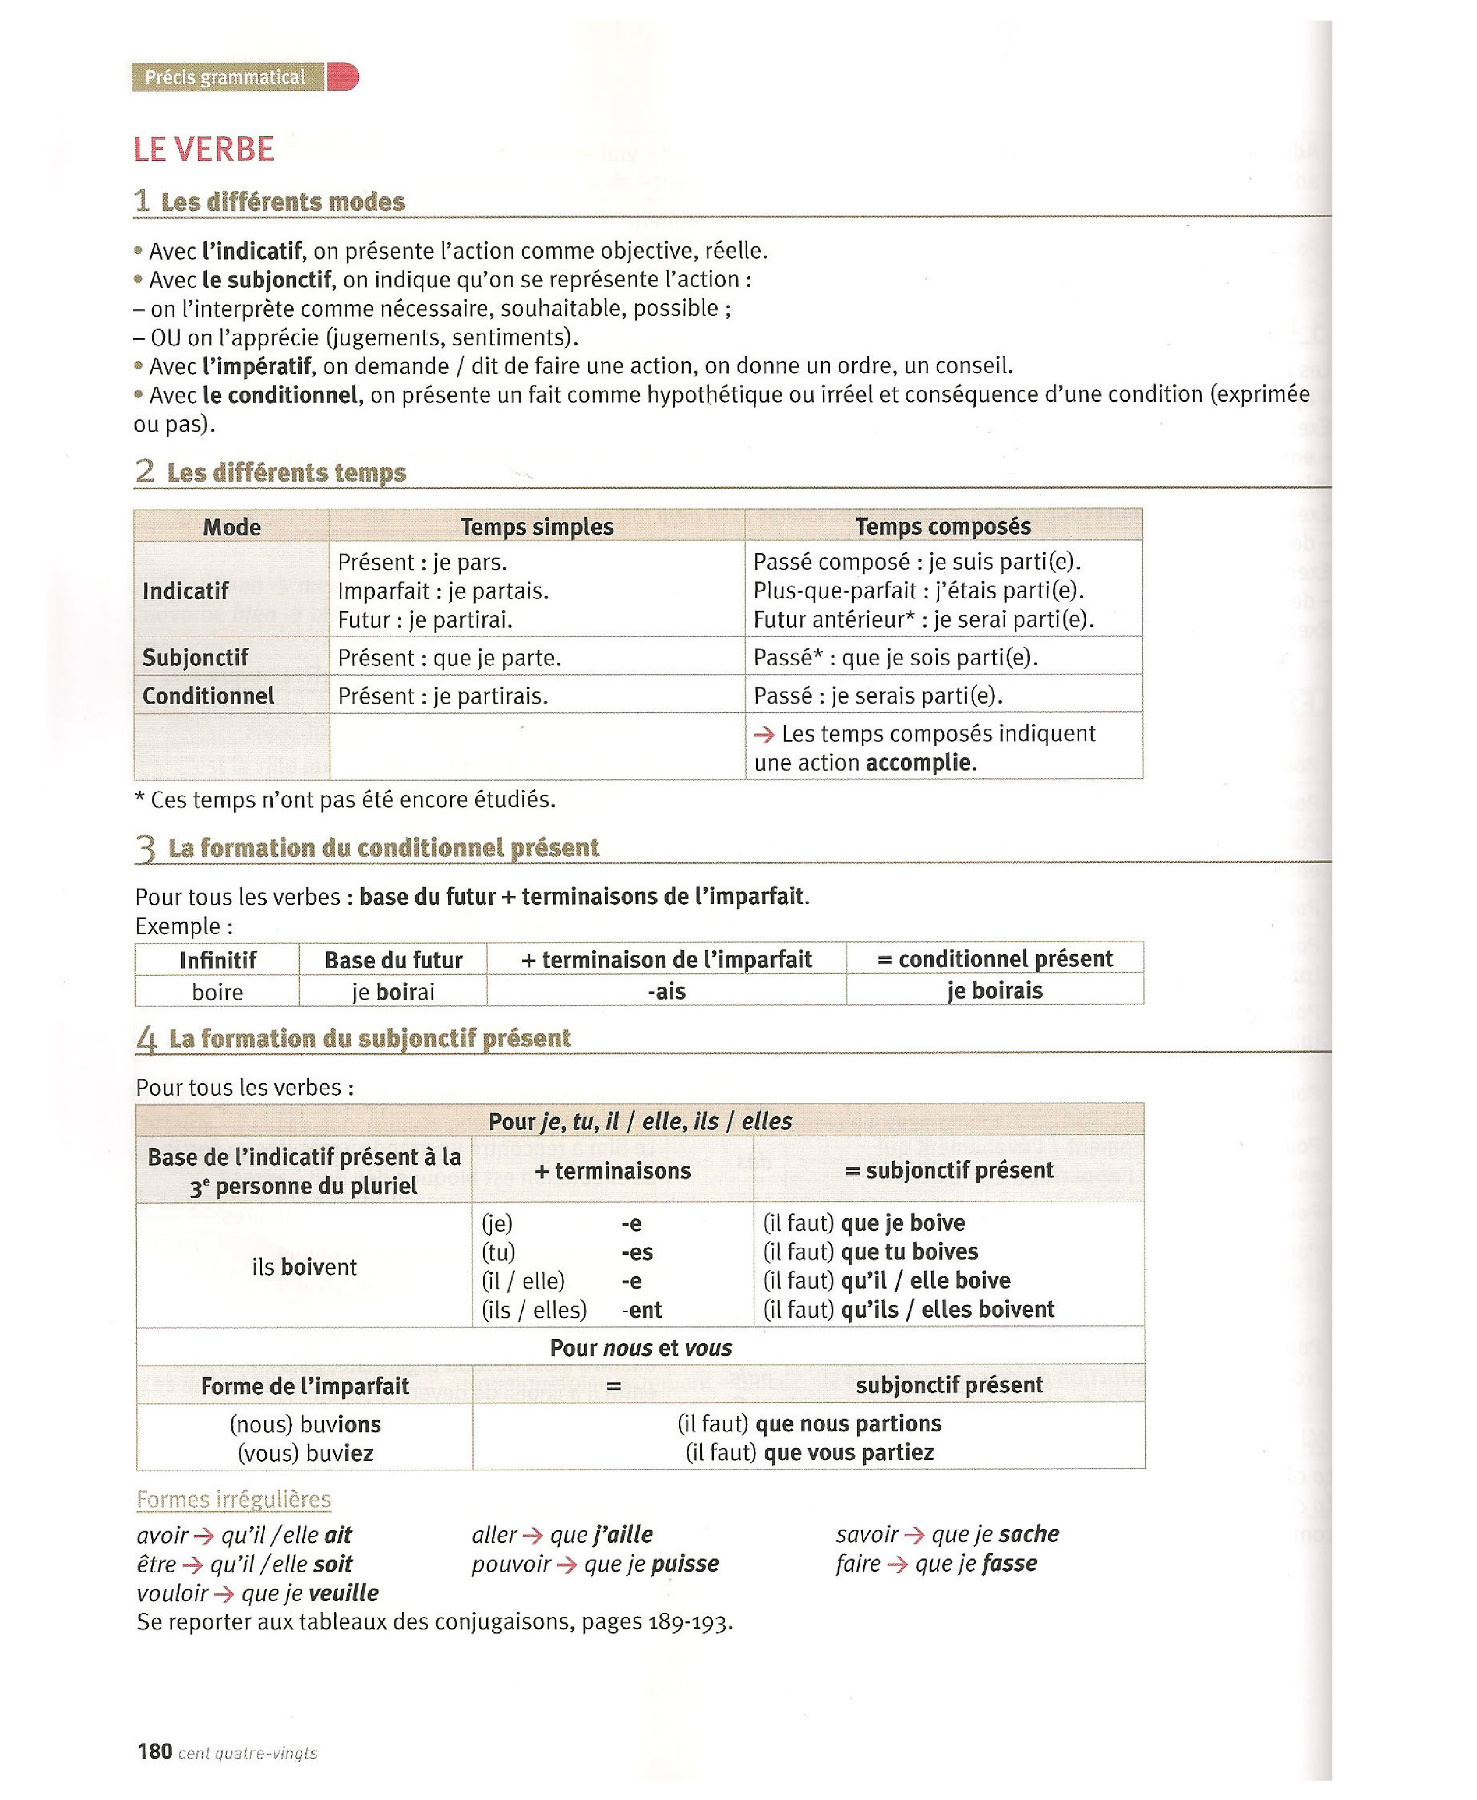 Précis grammatical
LE VERBE
1 Les différents modes
• Avec l'indicatif, on présente l'action comme objective, réelle.
• Avec le subjonctif, on indique qu'on se représente l'action :
– on l'interprète comme nécessaire, souhaitable, possible ;
– OU on l'apprécie (jugements, sentiments).
• Avec l'impératif, on demande / dit de faire une action, on donne un ordre, un conseil.
• Avec le conditionnel, on présente un fait comme hypothétique ou irréel et conséquence d'une condition (exprimée
ou pas).
2 Les différents temps
Mode Temps simples Temps composés
Présent : je pars. Passé composé : je suis parti(e).
Indicatif Imparfait : je partais. Plus-que-parfait : j'étais parti(e).
Futur : je partirai. Futur antérieur* : je serai parti(e).
Subjonctif Présent : que je parte. Passé* : que je sois parti(e).
Conditionnel Présent : je partirais. Passé : je serais parti(e).
→ Les temps composés indiquent
une action accomplie.
* Ces temps n'ont pas été encore étudiés.
3 La formation du conditionnel présent
Pour tous les verbes : base du futur + terminaisons de l'imparfait.
Exemple :
Infinitif Base du futur + terminaison de l'imparfait = conditionnel présent
boire je boirai -ais je boirais
4 La formation du subjonctif présent
Pour tous les verbes :
Pour je, tu, il / elle, ils / elles
Base de l'indicatif présent à la
3e personne du pluriel + terminaisons = subjonctif présent
(je) -e (il faut) que je boive
(tu) -es (il faut) que tu boives
ils boivent
(il / elle) -e (il faut) qu'il / elle boive
(ils / elles) -ent (il faut) qu'ils / elles boivent
Pour nous et vous
Forme de l'imparfait = subjonctif présent
(nous) buvions (il faut) que nous partions
(vous) buviez (il faut) que vous partiez
Formes irrégulières
avoir → qu'il /elle ait aller → que j'aille savoir → que je sache
être → qu'il /elle soit pouvoir → que je puisse faire → que je fasse
vouloir → que je veuille
Se reporter aux tableaux des conjugaisons, pages 189-193.
180 cent quatre-vingts